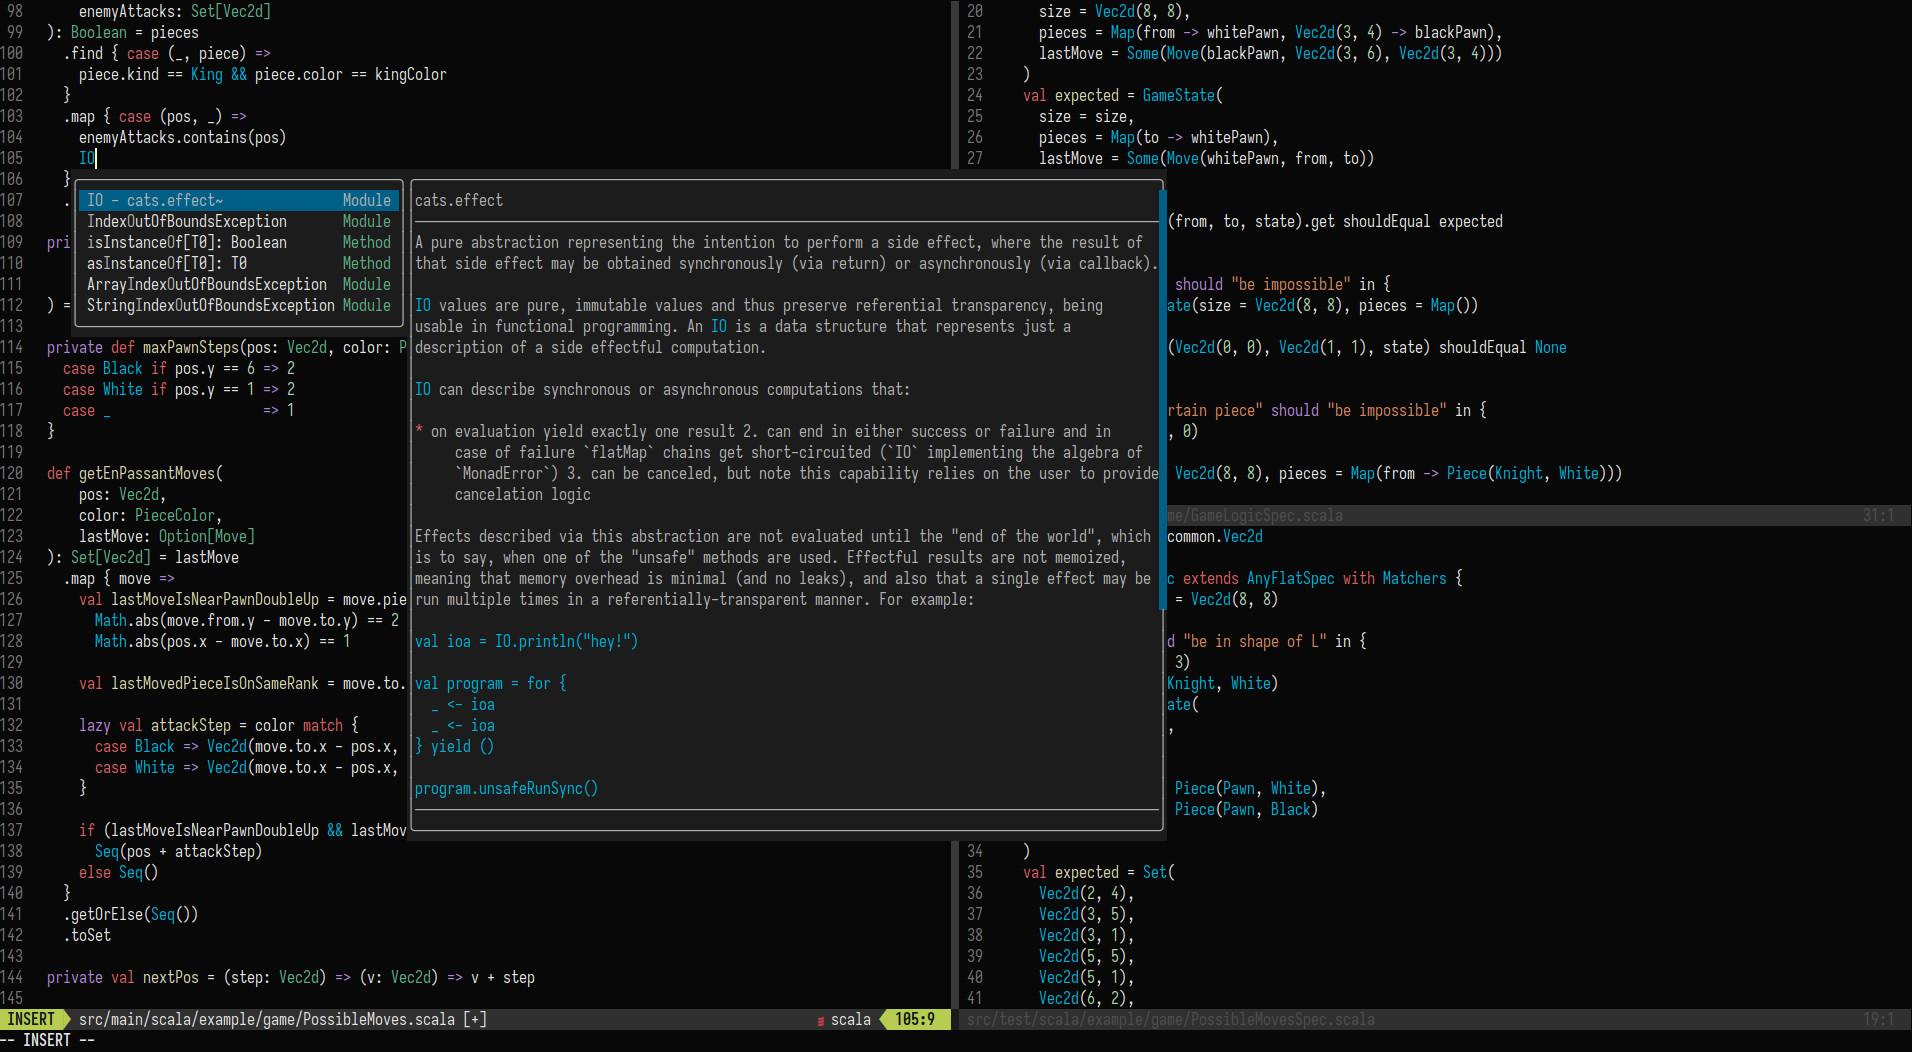 98 enemyAttacks: Set[Vec2d]
99 ): Boolean = pieces
100 .find { case (_, piece) =>
101 piece.kind == King && piece.color == kingColor
102 }
103 .map { case (pos, _) =>
104 enemyAttacks.contains(pos)
105 IO
106 }
107 .
108
109 pri
110
111
112 ) =
113
114 private def maxPawnSteps(pos: Vec2d, color: P
115 case Black if pos.y == 6 => 2
116 case White if pos.y == 1 => 2
117 case _ => 1
118 }
119
120 def getEnPassantMoves(
121 pos: Vec2d,
122 color: PieceColor,
123 lastMove: Option[Move]
124 ): Set[Vec2d] = lastMove
125 .map { move =>
126 val lastMoveIsNearPawnDoubleUp = move.pie
127 Math.abs(move.from.y - move.to.y) == 2
128 Math.abs(pos.x - move.to.x) == 1
129
130 val lastMovedPieceIsOnSameRank = move.to.
131
132 lazy val attackStep = color match {
133 case Black => Vec2d(move.to.x - pos.x,
134 case White => Vec2d(move.to.x - pos.x,
135 }
136
137 if (lastMoveIsNearPawnDoubleUp && lastMov
138 Seq(pos + attackStep)
139 else Seq()
140 }
141 .getOrElse(Seq())
142 .toSet
143
144 private val nextPos = (step: Vec2d) => (v: Vec2d) => v + step
145
INSERT src/main/scala/example/game/PossibleMoves.scala [+] scala 105:9
-- INSERT --
IO - cats.effect~ Module
IndexOutOfBoundsException Module
isInstanceOf[T0]: Boolean Method
asInstanceOf[T0]: T0 Method
ArrayIndexOutOfBoundsException Module
StringIndexOutOfBoundsException Module
cats.effect
A pure abstraction representing the intention to perform a side effect, where the result of
that side effect may be obtained synchronously (via return) or asynchronously (via callback).
IO values are pure, immutable values and thus preserve referential transparency, being
usable in functional programming. An IO is a data structure that represents just a
description of a side effectful computation.
IO can describe synchronous or asynchronous computations that:
* on evaluation yield exactly one result 2. can end in either success or failure and in
case of failure `flatMap` chains get short-circuited (`IO` implementing the algebra of
`MonadError`) 3. can be canceled, but note this capability relies on the user to provide
cancelation logic
Effects described via this abstraction are not evaluated until the "end of the world", which
is to say, when one of the "unsafe" methods are used. Effectful results are not memoized,
meaning that memory overhead is minimal (and no leaks), and also that a single effect may be
run multiple times in a referentially-transparent manner. For example:
val ioa = IO.println("hey!")
val program = for {
_ <- ioa
_ <- ioa
} yield ()
program.unsafeRunSync()
20 size = Vec2d(8, 8),
21 pieces = Map(from -> whitePawn, Vec2d(3, 4) -> blackPawn),
22 lastMove = Some(Move(blackPawn, Vec2d(3, 6), Vec2d(3, 4)))
23 )
24 val expected = GameState(
25 size = size,
26 pieces = Map(to -> whitePawn),
27 lastMove = Some(Move(whitePawn, from, to))
(from, to, state).get shouldEqual expected
should "be impossible" in {
ate(size = Vec2d(8, 8), pieces = Map())
(Vec2d(0, 0), Vec2d(1, 1), state) shouldEqual None
rtain piece" should "be impossible" in {
, 0)
Vec2d(8, 8), pieces = Map(from -> Piece(Knight, White)))
me/GameLogicSpec.scala 31:1
common.Vec2d
c extends AnyFlatSpec with Matchers {
= Vec2d(8, 8)
d "be in shape of L" in {
3)
Knight, White)
ate(
,
Piece(Pawn, White),
Piece(Pawn, Black)
34 )
35 val expected = Set(
36 Vec2d(2, 4),
37 Vec2d(3, 5),
38 Vec2d(3, 1),
39 Vec2d(5, 5),
40 Vec2d(5, 1),
41 Vec2d(6, 2),
src/test/scala/example/game/PossibleMovesSpec.scala 19:1